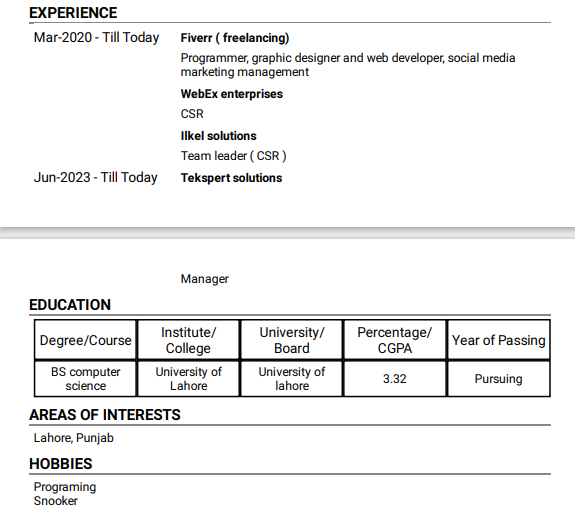 EXPERIENCE
Mar-2020 - Till Today
Fiverr ( freelancing)
Programmer, graphic designer and web developer, social media
marketing management
WebEx enterprises
CSR
Ilkel solutions
Team leader ( CSR )
Jun-2023 - Till Today
Tekspert solutions
Manager
EDUCATION
Degree/Course
Institute/
College
University/
Board
Percentage/
CGPA
Year of Passing
BS computer
science
University of
Lahore
University of
lahore
3.32
Pursuing
AREAS OF INTERESTS
Lahore, Punjab
HOBBIES
Programing
Snooker